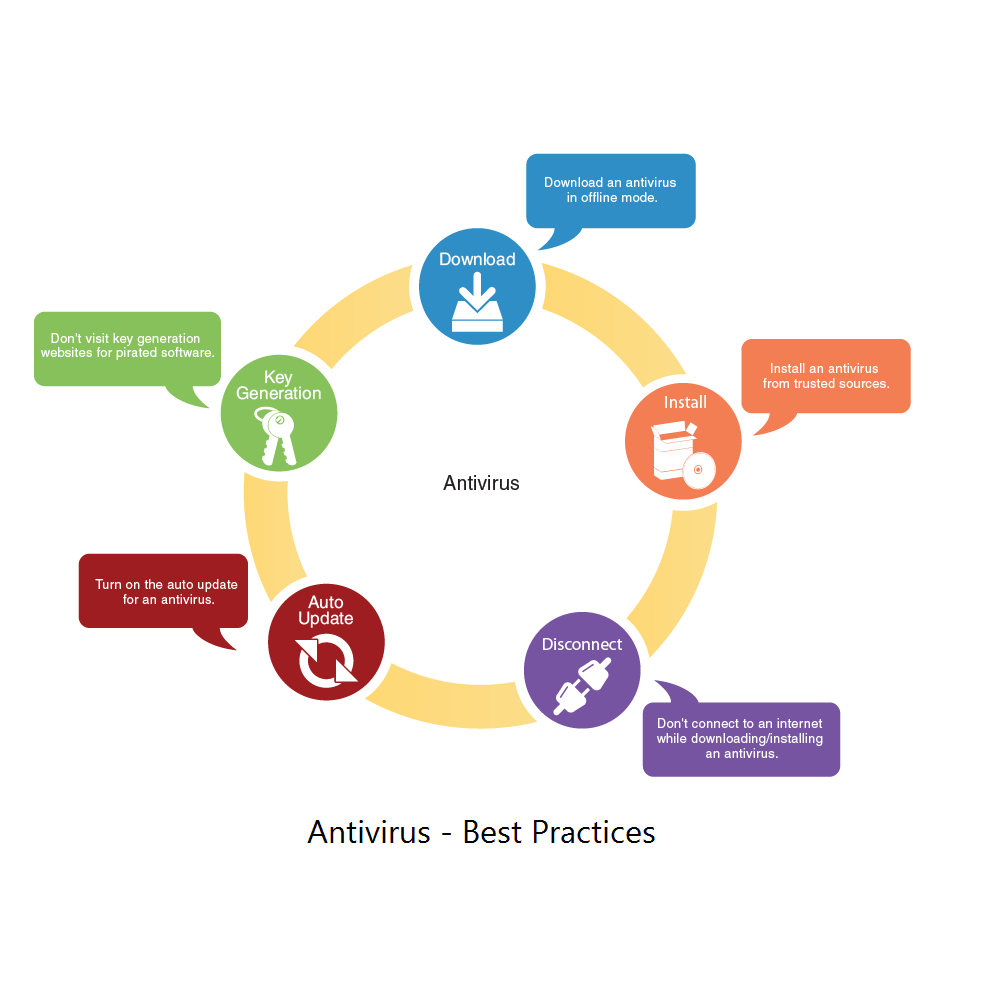 Download an antivirus
in offline mode.
Download
Install an antivirus
from trusted sources.
Install
Don't visit key generation
websites for pirated software.
Key
Generation
Antivirus
Turn on the auto update
for an antivirus.
Auto
Update
Disconnect
Don't connect to an internet
while downloading/installing
an antivirus.
Antivirus - Best Practices